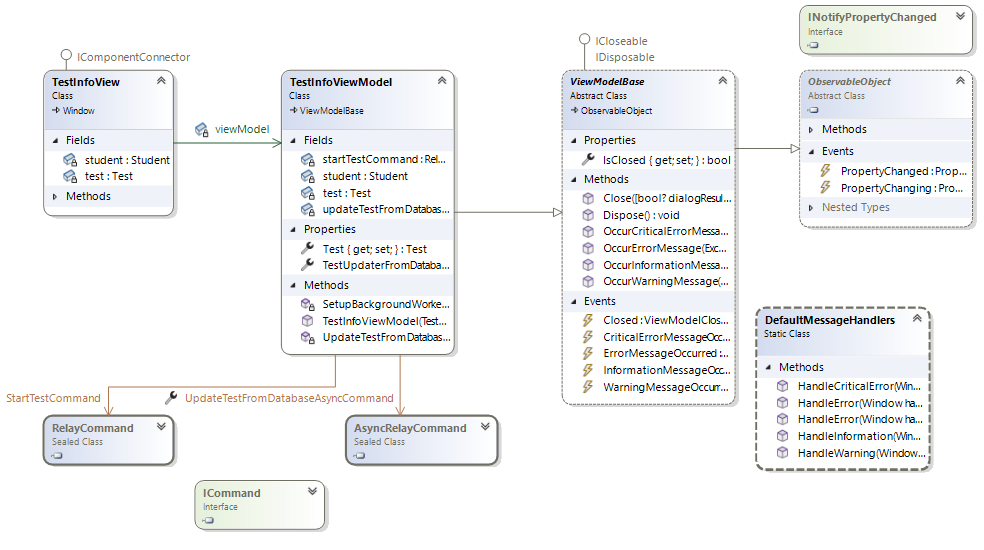 IComponentConnector
TestInfoView
Class
Window
Fields
student : Student
test : Test
Methods
viewModel
TestInfoViewModel
Class
ViewModelBase
Fields
startTestCommand : Rel...
student : Student
test : Test
updateTestFromDatabas...
Properties
Test { get; set; } : Test
TestUpdaterFromDataba...
Methods
SetupBackgroundWorke...
TestInfoViewModel(Test...
UpdateTestFromDatabas...
ICloseable
IDisposable
ViewModelBase
Abstract Class
ObservableObject
Properties
IsClosed { get; set; } : bool
Methods
Close([bool? dialogResul...
Dispose() : void
OccurCriticalErrorMessa...
OccurErrorMessage(Exc...
OccurInformationMessa...
OccurWarningMessage(...
Events
Closed : ViewModelClos...
CriticalErrorMessageOcc...
ErrorMessageOccurred :...
InformationMessageOcc...
WarningMessageOccurr...
INotifyPropertyChanged
Interface
ObservableObject
Abstract Class
Methods
Events
PropertyChanged : Prop...
PropertyChanging : Pro...
Nested Types
DefaultMessageHandlers
Static Class
Methods
HandleCriticalError(Win...
HandleError(Window ha...
HandleError(Window ha...
HandleInformation(Win...
HandleWarning(Window...
StartTestCommand
UpdateTestFromDatabaseAsyncCommand
RelayCommand
Sealed Class
AsyncRelayCommand
Sealed Class
ICommand
Interface